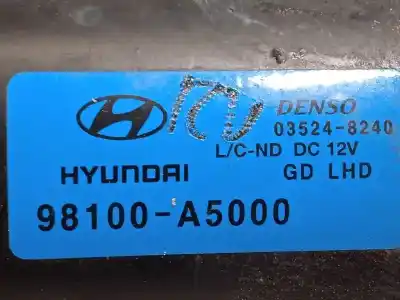 DENSO
03524-8240
L/C-ND DC 12V
HYUNDAI GD LHD
98100-A5000